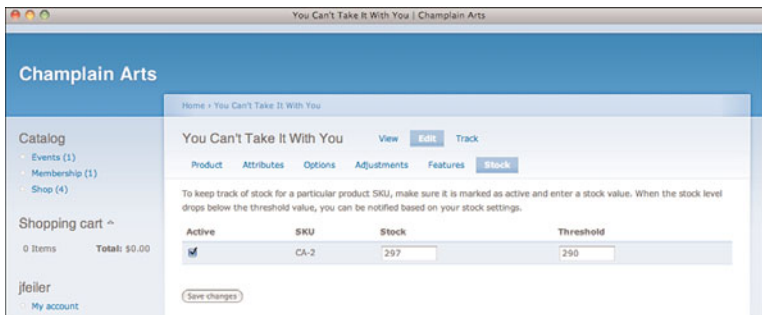 You Can't Take It With You | Champlain Arts
Champlain Arts
Home › You Can't Take It With You
Catalog
Events (1)
Membership (1)
Shop (4)
Shopping cart
0 Items Total: $0.00
jfeiler
My account
You Can't Take It With You View Edit Track
Product Attributes Options Adjustments Features Stock
To keep track of stock for a particular product SKU, make sure it is marked as active and enter a stock value. When the stock level
drops below the threshold value, you can be notified based on your stock settings.
Active SKU Stock Threshold
CA-2 297 290
Save changes